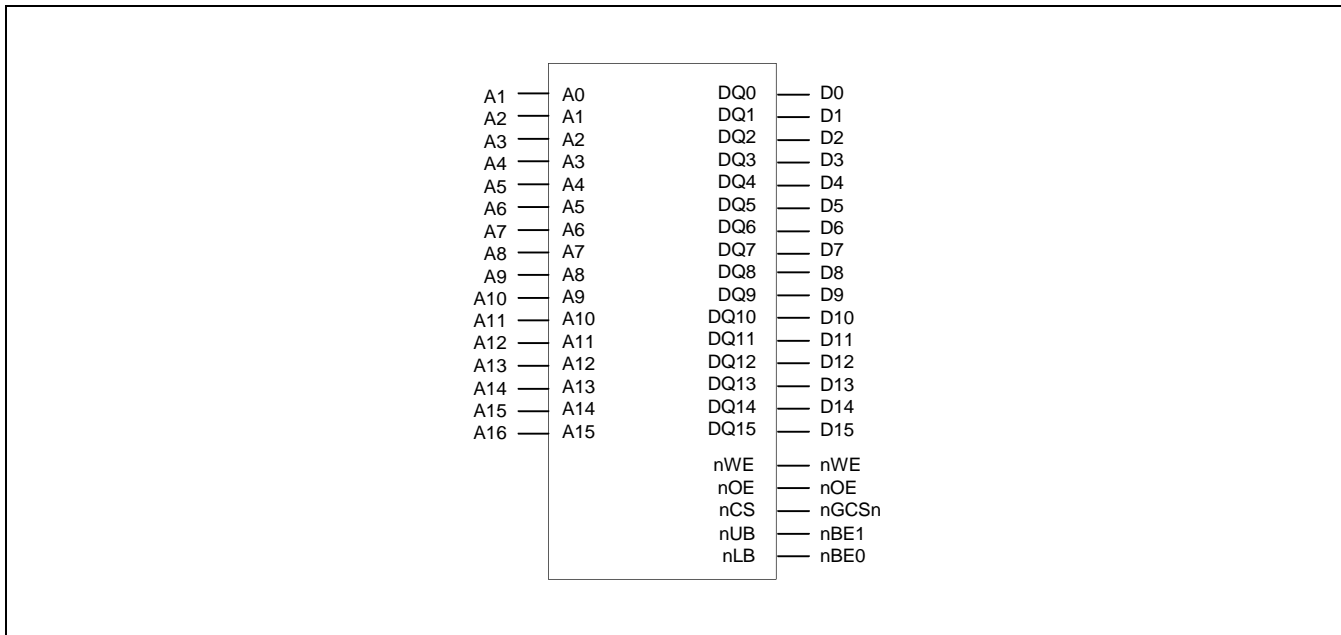 A1 A0 DQ0 D0
A2 A1 DQ1 D1
A3 A2 DQ2 D2
A4 A3 DQ3 D3
A5 A4 DQ4 D4
A6 A5 DQ5 D5
A7 A6 DQ6 D6
A8 A7 DQ7 D7
A9 A8 DQ8 D8
A10 A9 DQ9 D9
A11 A10 DQ10 D10
A12 A11 DQ11 D11
A13 A12 DQ12 D12
A14 A13 DQ13 D13
A15 A14 DQ14 D14
A16 A15 DQ15 D15
nWE nWE
nOE nOE
nCS nGCSn
nUB nBE1
nLB nBE0